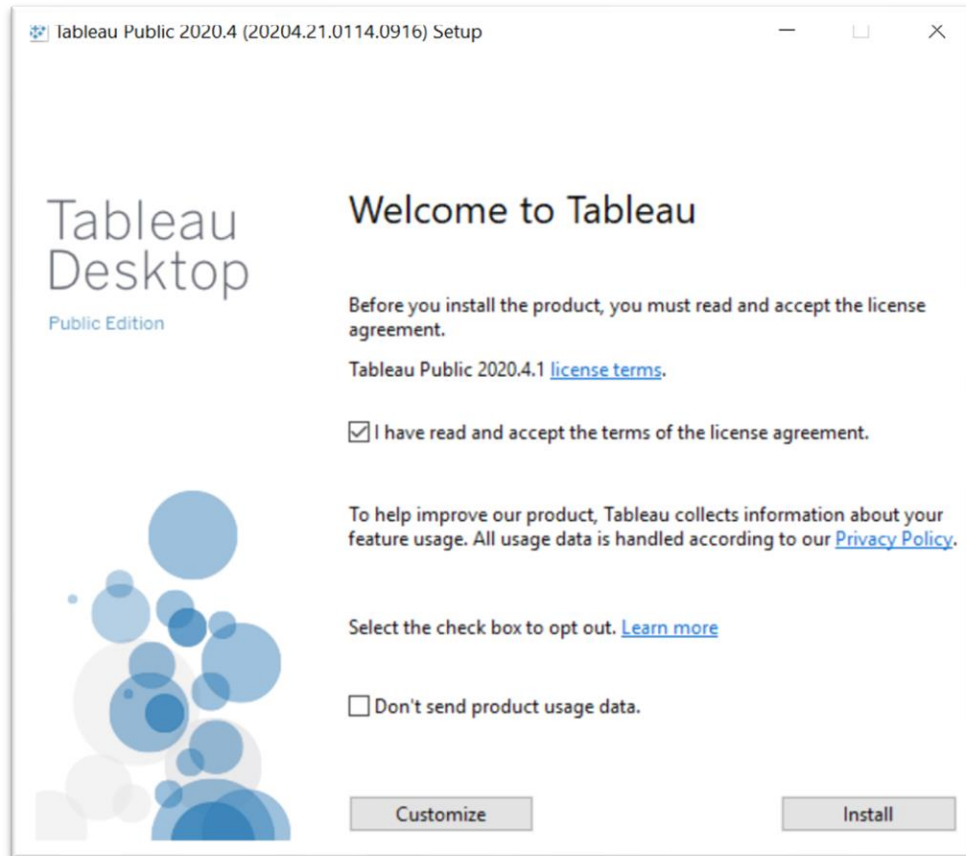 Tableau Public 2020.4 (20204.21.0114.0916) Setup
Tableau
Desktop
Public Edition
Welcome to Tableau
Before you install the product, you must read and accept the license
agreement.
Tableau Public 2020.4.1 license terms.
I have read and accept the terms of the license agreement.
To help improve our product, Tableau collects information about your
feature usage. All usage data is handled according to our Privacy Policy.
Select the check box to opt out. Learn more
Don't send product usage data.
Customize
Install